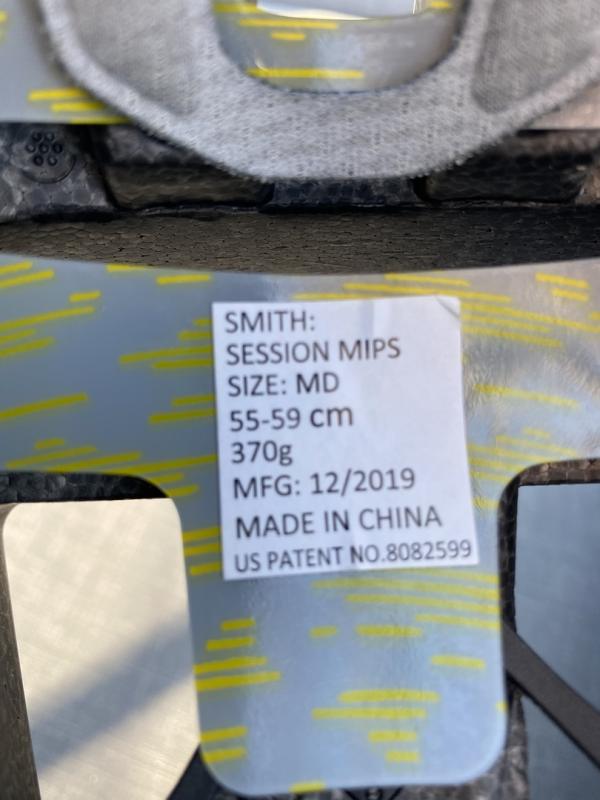 SMITH:
SESSION MIPS
SIZE: MD
55-59 cm
370g
MFG: 12/2019
MADE IN CHINA
US PATENT NO.8082599